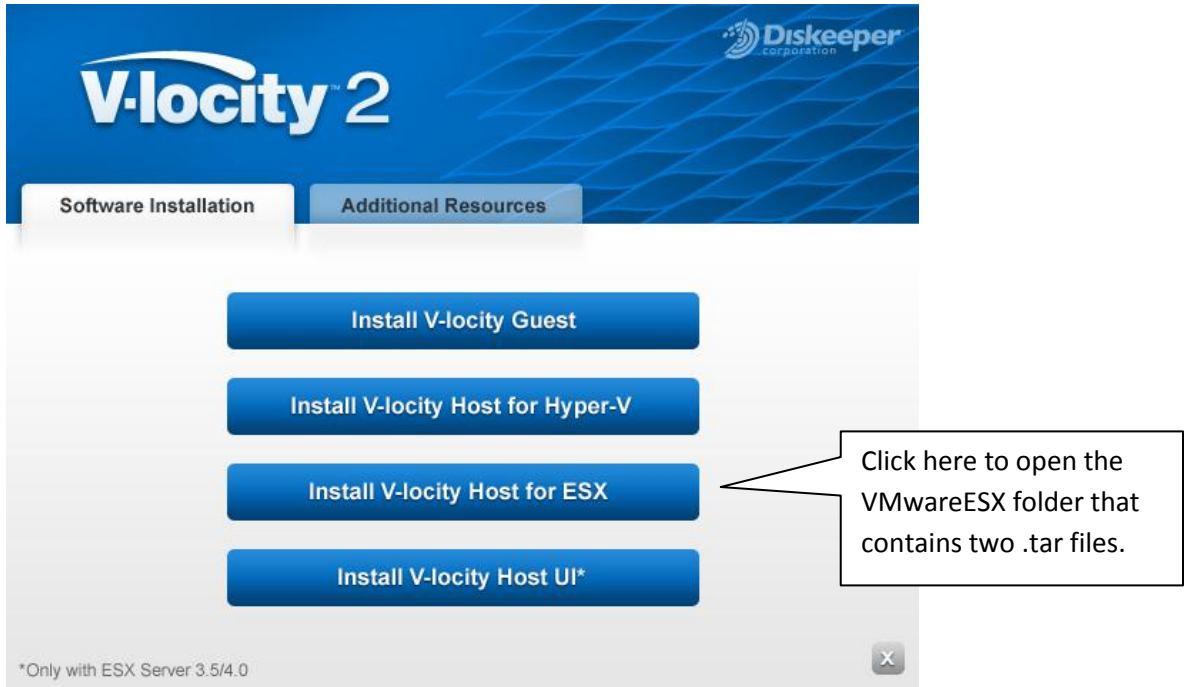 Diskeeper
corporation
V-locity™ 2
Software Installation
Additional Resources
Install V-locity Guest
Install V-locity Host for Hyper-V
Install V-locity Host for ESX
Click here to open the
VMwareESX folder that
contains two .tar files.
Install V-locity Host UI*
*Only with ESX Server 3.5/4.0
X